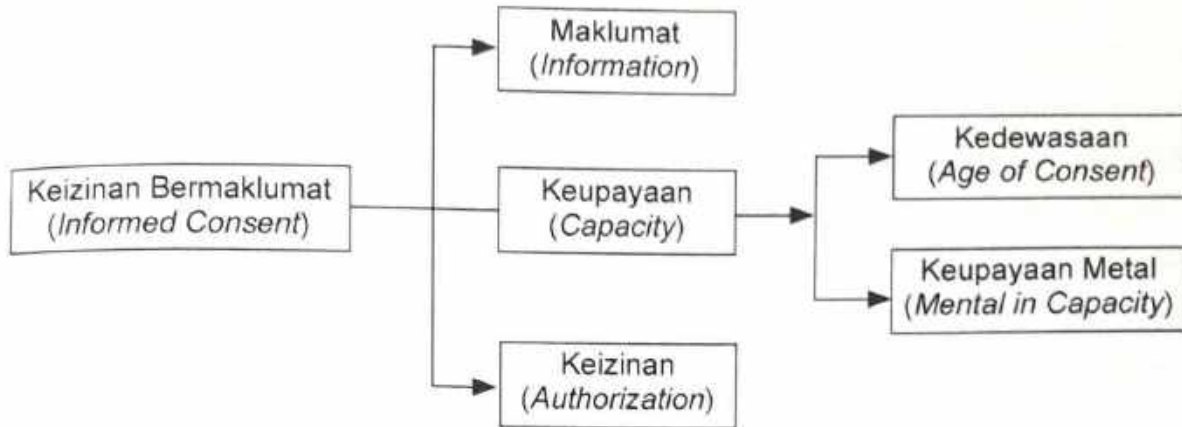 Maklumat
(Information)
Kedewasaan
(Age of Consent)
Keizinan Bermaklumat
(Informed Consent)
Keupayaan
(Capacity)
Keupayaan Metal
(Mental in Capacity)
Keizinan
(Authorization)